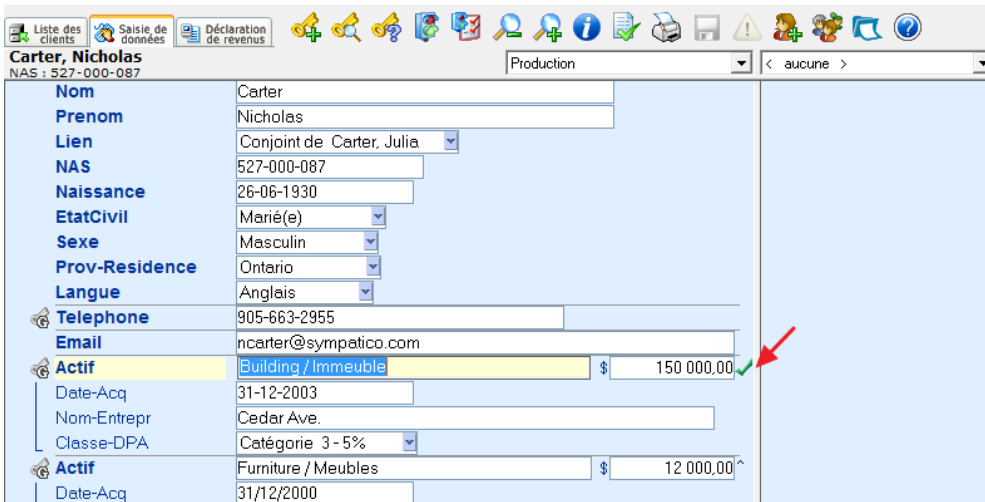 Liste des clients
Saisie de données
Déclaration de revenus
Carter, Nicholas
NAS : 527-000-087
Production
< aucune >
Nom Carter
Prenom Nicholas
Lien Conjoint de Carter, Julia
NAS 527-000-087
Naissance 26-06-1930
EtatCivil Marié(e)
Sexe Masculin
Prov-Residence Ontario
Langue Anglais
Telephone 905-663-2955
Email ncarter@sympatico.com
Actif Building / Immeuble $ 150 000,00
Date-Acq 31-12-2003
Nom-Entrepr Cedar Ave.
Classe-DPA Catégorie 3 - 5%
Actif Furniture / Meubles $ 12 000,00^
Date-Acq 31/12/2000